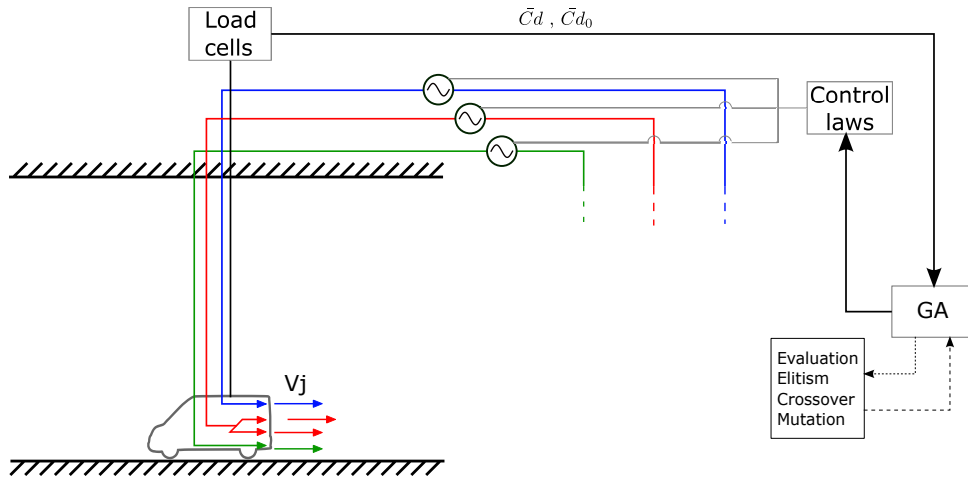 Load
cells
C̄d , C̄d₀
Control
laws
GA
Evaluation
Elitism
Crossover
Mutation
Vj